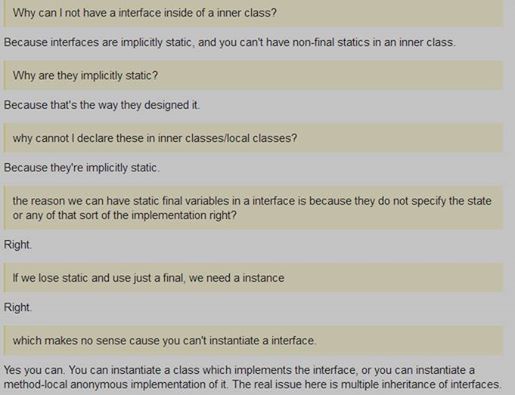 Why can I not have a interface inside of a inner class?
Because interfaces are implicitly static, and you can't have non-final statics in an inner class.
Why are they implicitly static?
Because that's the way they designed it.
why cannot I declare these in inner classes/local classes?
Because they're implicitly static.
the reason we can have static final variables in a interface is because they do not specify the state
or any of that sort of the implementation right?
Right.
If we lose static and use just a final, we need a instance
Right.
which makes no sense cause you can't instantiate a interface.
Yes you can. You can instantiate a class which implements the interface, or you can instantiate a
method-local anonymous implementation of it. The real issue here is multiple inheritance of interfaces.